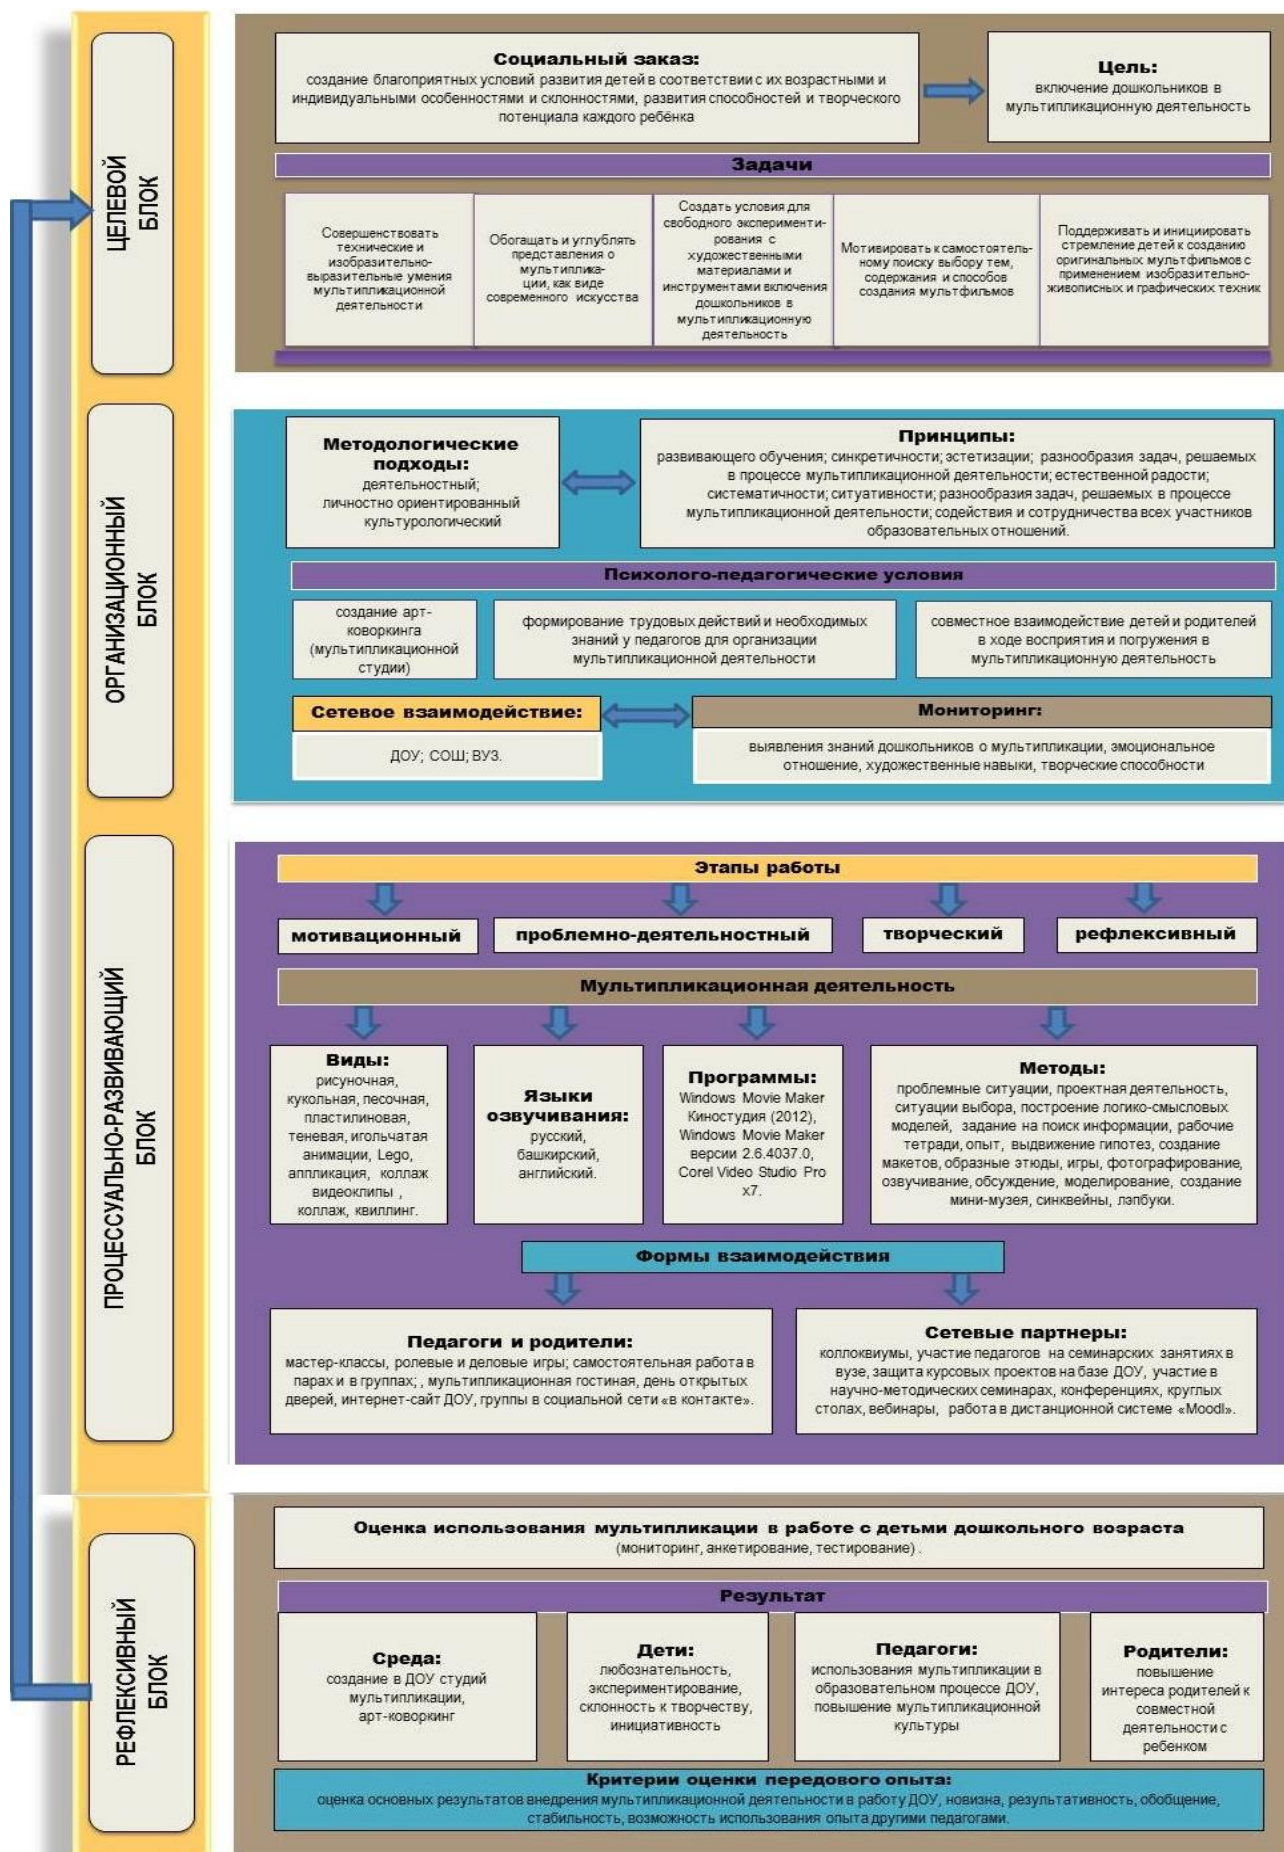 ЦЕЛЕВОЙ
БЛОК
Социальный заказ:
создание благоприятных условий развития детей в соответствии с их возрастными и
индивидуальными особенностями и склонностями, развития способностей и творческого
потенциала каждого ребёнка
Цель:
включение дошкольников в
мультипликационную деятельность
Задачи
Совершенствовать
технические и
изобразительно-
выразительные умения
мультипликационной
деятельности
Обогащать и углублять
представления о
мультиплика-
ции, как виде
современного искусства
Создать условия для
свободного эксперименти-
рования с
художественными
материалами и
инструментами включения
дошкольников в
мультипликационную
деятельность
Мотивировать к самостоятель-
ному поиску выбору тем,
содержания и способов
создания мультфильмов
Поддерживать и инициировать
стремление детей к созданию
оригинальных мультфильмов с
применением изобразительно-
живописных и графических техник
ОРГАНИЗАЦИОННЫЙ
БЛОК
Методологические
подходы:
деятельностный;
личностно ориентированный
культурологический
Принципы:
развивающего обучения; синкретичности; эстетизации; разнообразия задач, решаемых
в процессе мультипликационной деятельности; естественной радости;
систематичности; ситуативности; разнообразия задач, решаемых в процессе
мультипликационной деятельности; содействия и сотрудничества всех участников
образовательных отношений.
Психолого-педагогические условия
создание арт-
коворкинга
(мультипликационной
студии)
формирование трудовых действий и необходимых
знаний у педагогов для организации
мультипликационной деятельности
совместное взаимодействие детей и родителей
в ходе восприятия и погружения в
мультипликационную деятельность
Сетевое взаимодействие:
ДОУ; СОШ; ВУЗ.
Мониторинг:
выявления знаний дошкольников о мультипликации, эмоциональное
отношение, художественные навыки, творческие способности
ПРОЦЕССУАЛЬНО-РАЗВИВАЮЩИЙ
БЛОК
Этапы работы
мотивационный
проблемно-деятельностный
творческий
рефлексивный
Мультипликационная деятельность
Виды:
рисуночная,
кукольная, песочная,
пластилиновая,
теневая, игольчатая
анимации, Lego,
аппликация, коллаж
видеоклипы ,
коллаж, квиллинг.
Языки
озвучивания:
русский,
башкирский,
английский.
Программы:
Windows Movie Maker
Киностудия (2012),
Windows Movie Maker
версии 2.6.4037.0,
Corel Video Studio Pro
x7.
Методы:
проблемные ситуации, проектная деятельность,
ситуации выбора, построение логико-смысловых
моделей, задание на поиск информации, рабочие
тетради, опыт, выдвижение гипотез, создание
макетов, образные этюды, игры, фотографирование,
озвучивание, обсуждение, моделирование, создание
мини-музея, синквейны, лэпбуки.
Формы взаимодействия
Педагоги и родители:
мастер-классы, ролевые и деловые игры; самостоятельная работа в
парах и в группах; , мультипликационная гостиная, день открытых
дверей, интернет-сайт ДОУ, группы в социальной сети «в контакте».
Сетевые партнеры:
коллоквиумы, участие педагогов на семинарских занятиях в
вузе, защита курсовых проектов на базе ДОУ, участие в
научно-методических семинарах, конференциях, круглых
столах, вебинары, работа в дистанционной системе «Moodl».
РЕФЛЕКСИВНЫЙ
БЛОК
Оценка использования мультипликации в работе с детьми дошкольного возраста
(мониторинг, анкетирование, тестирование) .
Результат
Среда:
создание в ДОУ студий
мультипликации,
арт-коворкинг
Дети:
любознательность,
экспериментирование,
склонность к творчеству,
инициативность
Педагоги:
использования мультипликации в
образовательном процессе ДОУ,
повышение мультипликационной
культуры
Родители:
повышение
интереса родителей к
совместной
деятельности с
ребенком
Критерии оценки передового опыта:
оценка основных результатов внедрения мультипликационной деятельности в работу ДОУ, новизна, результативность, обобщение,
стабильность, возможность использования опыта другими педагогами.